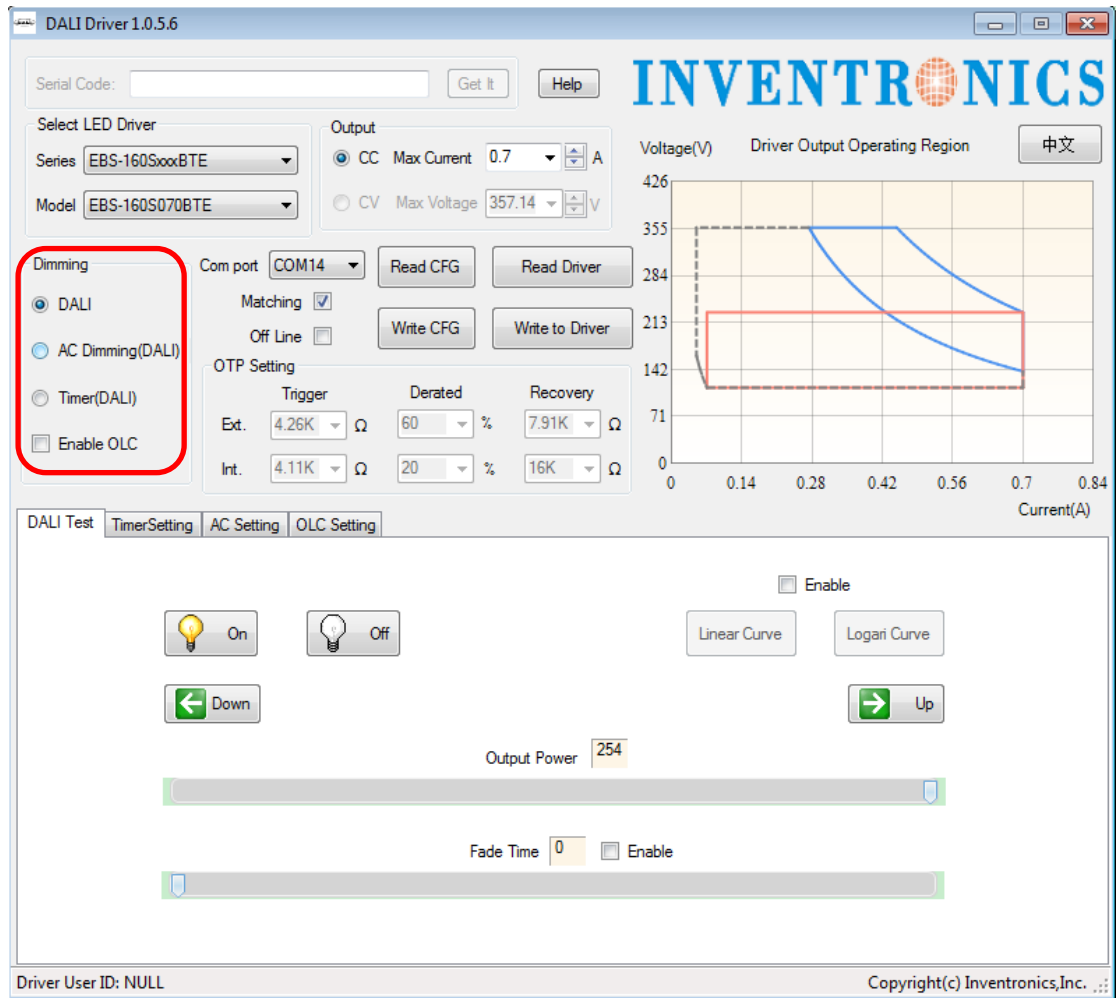 DALI Driver 1.0.5.6
Serial Code:
Get It
Help
INVENTRONICS
Select LED Driver
Series EBS-160SxxxBTE
Model EBS-160S070BTE
Output
CC Max Current 0.7 A
CV Max Voltage 357.14 V
Voltage(V) Driver Output Operating Region
中文
426
355
284
213
142
71
0
0 0.14 0.28 0.42 0.56 0.7 0.84
Current(A)
Dimming
DALI
AC Dimming(DALI)
Timer(DALI)
Enable OLC
Com port COM14
Matching
Off Line
Read CFG
Read Driver
Write CFG
Write to Driver
OTP Setting
Trigger Derated Recovery
Ext. 4.26K Ω 60 % 7.91K Ω
Int. 4.11K Ω 20 % 16K Ω
DALI Test TimerSetting AC Setting OLC Setting
Enable
On Off Linear Curve Logari Curve
Down Up
Output Power 254
Fade Time 0 Enable
Driver User ID: NULL Copyright(c) Inventronics,Inc.